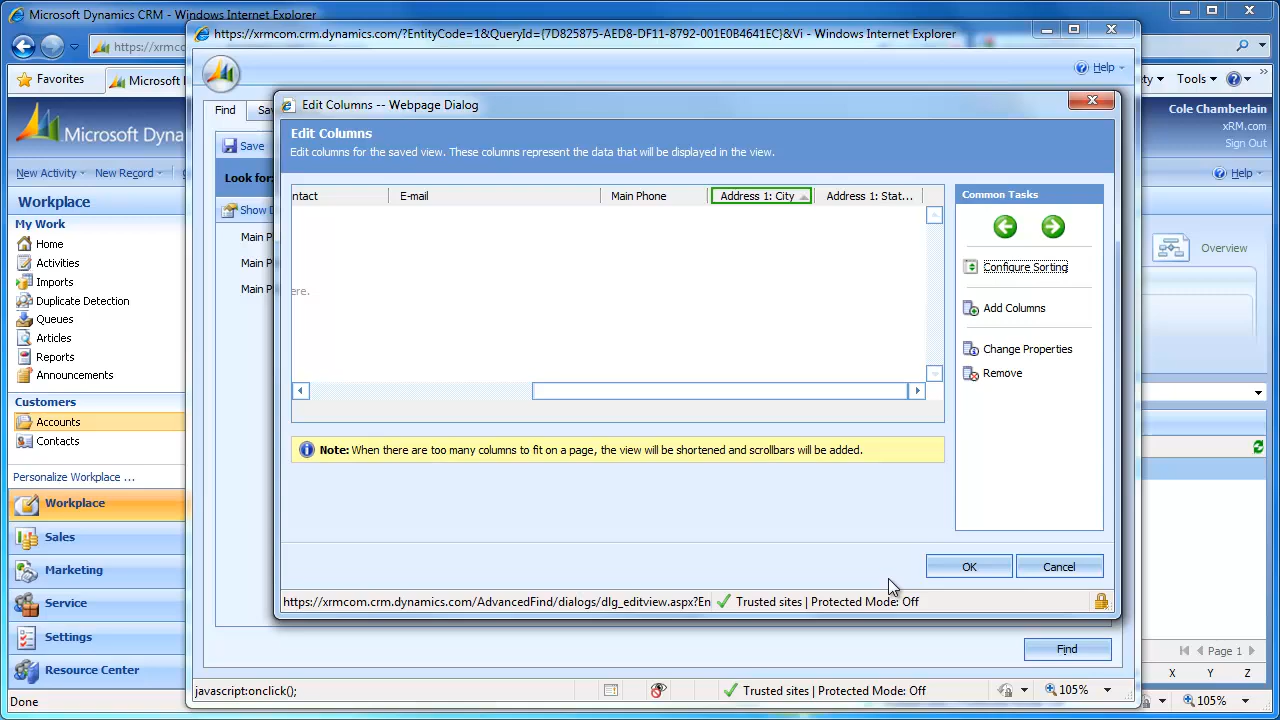 Microsoft Dynamics CRM - Windows Internet Explorer
https://xrmcom.crm.dynamics.com/?EntityCode=1&QueryId={7D825875-AED8-DF11-8792-001E0B4641EC}&Vi - Windows Internet Explorer
https://xrmco
Favorites
Microsoft D
Tools
Help
Microsoft Dyna
Cole Chamberlain
xRM.com
Sign Out
New Activity
New Record
Help
Find
Sa
Save
Look for:
Show D
Main P
Main P
Main P
Edit Columns -- Webpage Dialog
Edit Columns
Edit columns for the saved view. These columns represent the data that will be displayed in the view.
ntact
E-mail
Main Phone
Address 1: City
Address 1: Stat...
ere.
Common Tasks
Configure Sorting
Add Columns
Change Properties
Remove
Note: When there are too many columns to fit on a page, the view will be shortened and scrollbars will be added.
OK
Cancel
https://xrmcom.crm.dynamics.com/AdvancedFind/dialogs/dlg_editview.aspx?En
Trusted sites | Protected Mode: Off
Find
javascript:onclick();
Trusted sites | Protected Mode: Off
105%
Workplace
My Work
Home
Activities
Imports
Duplicate Detection
Queues
Articles
Reports
Announcements
Customers
Accounts
Contacts
Personalize Workplace ...
Workplace
Sales
Marketing
Service
Settings
Resource Center
Done
Overview
Page 1
X Y Z
105%